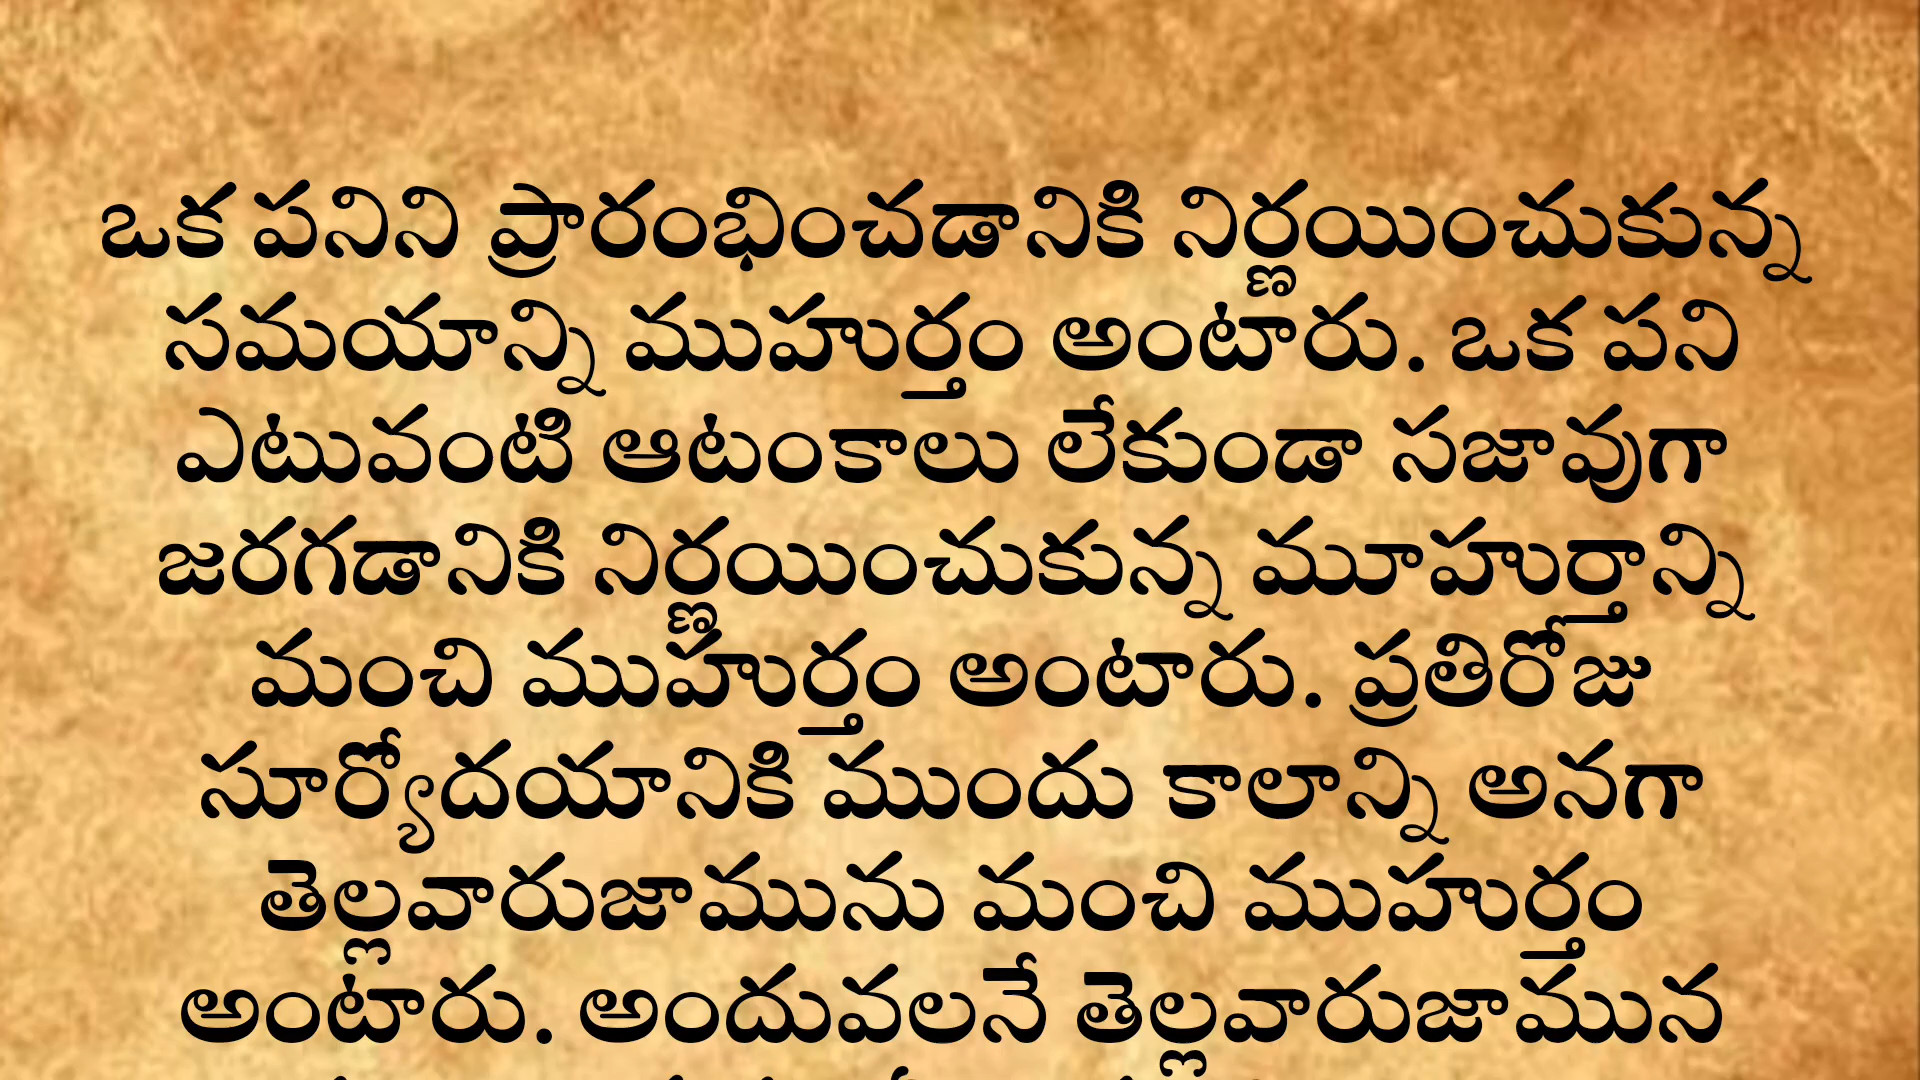 ఒక పనిని ప్రారంభించడానికి నిర్ణయించుకున్న
సమయాన్ని ముహుర్తం అంటారు. ఒక పని
ఎటువంటి ఆటంకాలు లేకుండా సజావుగా
జరగడానికి నిర్ణయించుకున్న మూహుర్తాన్ని
మంచి ముహుర్తం అంటారు. ప్రతిరోజు
సూర్యోదయానికి ముందు కాలాన్ని అనగా
తెల్లవారుజామును మంచి ముహుర్తం
అంటారు. అందువలనే తెల్లవారుజామున